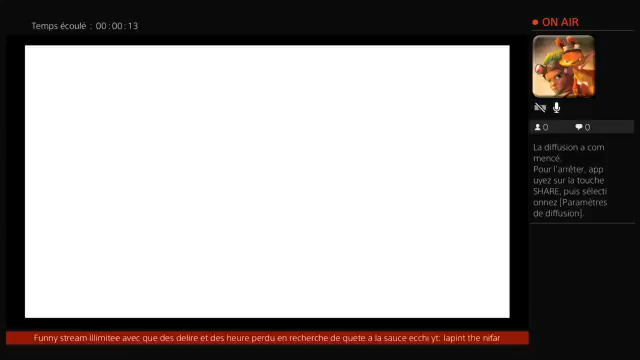 Temps écoulé : 00:00:13
ON AIR
0 0
La diffusion a com
mencé.
Pour l'arrêter, app
uyez sur la touche
SHARE, puis sélecti
onnez [Paramètres
de diffusion].
Funny stream illimitee avec que des delire et des heure perdu en recherche de quete a la sauce ecchi yt: lapint the nifar